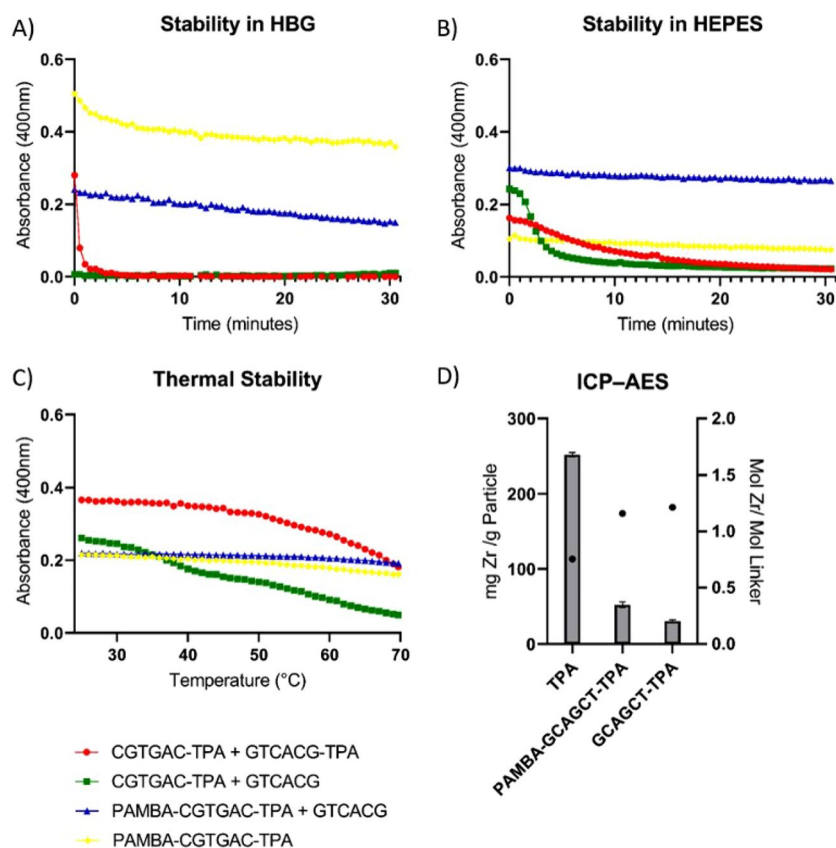 A)
Stability in HBG
0.6
0.4
0.2
0.0
Absorbance (400nm)
0
10
20
30
Time (minutes)
B)
Stability in HEPES
0.6
0.4
0.2
0.0
Absorbance (400nm)
0
10
20
30
Time (minutes)
C)
Thermal Stability
0.6
0.4
0.2
0.0
Absorbance (400nm)
30
40
50
60
70
Temperature (°C)
D)
ICP–AES
300
200
100
0
mg Zr /g Particle
2.0
1.5
1.0
0.5
0.0
Mol Zr/ Mol Linker
TPA
PAMBA-GCAGCT-TPA
GCAGCT-TPA
CGTGAC-TPA + GTCACG-TPA
CGTGAC-TPA + GTCACG
PAMBA-CGTGAC-TPA + GTCACG
PAMBA-CGTGAC-TPA